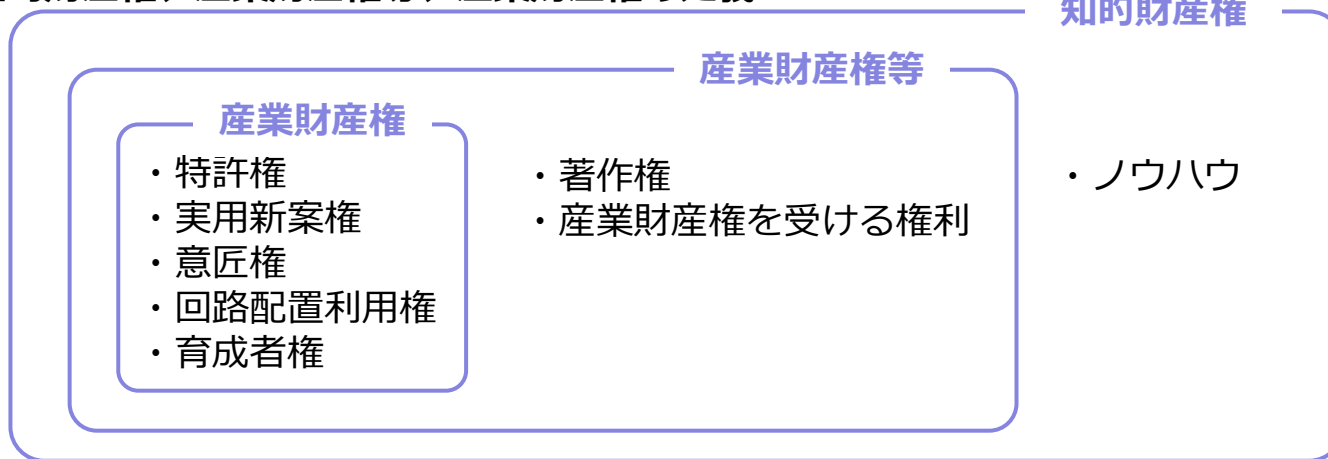 知的財産権
産業財産権等
産業財産権
・特許権
・実用新案権
・意匠権
・回路配置利用権
・育成者権
・著作権
・産業財産権を受ける権利
・ノウハウ